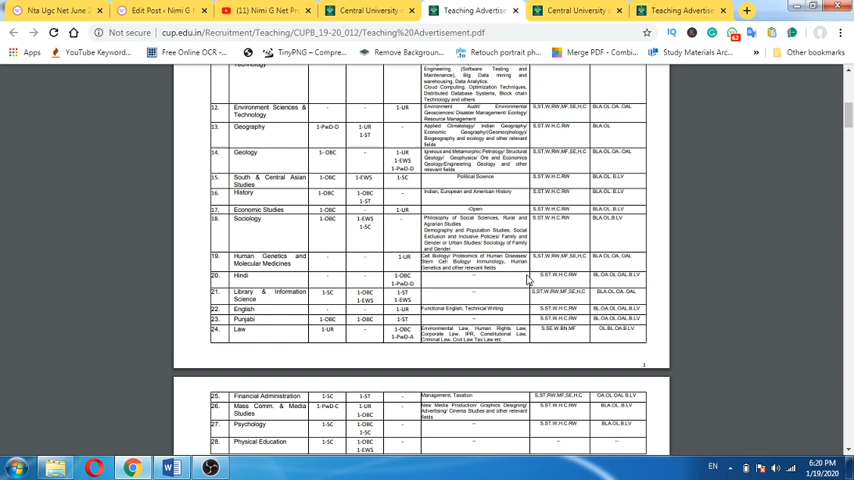 Nta Ugc Net June 2
Edit Post ‹ Nimi G N
(11) Nimi G Net Pro
Central University o
Teaching Advertise
Central University o
Teaching Advertise
Not secure | cup.edu.in/Recruitment/Teaching/CUPB_19-20_012/Teaching%20Advertisement.pdf
Apps YouTube Keyword... Free Online OCR -... TinyPNG – Compre... Remove Backgroun... Retouch portrait ph... Merge PDF - Combi... Study Materials Arc... Other bookmarks
Technology
Engineering (Software Testing and
Maintenance), Big Data mining and
warehousing, Data Analytics.
Cloud Computing, Optimization Techniques,
Distributed Database Systems, Block chain
Technology and others
12. Environment Sciences & - - 1-UR Environment Audit/ Environmental S,ST,W,RW,MF,SE,H,C BLA,OL,OA, OAL
Technology Geosciences/ Disaster Management/ Ecology/
Resource Management
13. Geography 1-PwD-D 1-UR - Applied Climatology/ Indian Geography/ S.ST.W.H.C.RW BLA.OL
1-ST Economic Geography/(Geomorphology)/
Biogeography and ecology and other relevant
fields
14. Geology 1- OBC - 1-UR Igneous and Metamorphic Petrology/ Structural S,ST,W,RW,MF,SE,H,C BLA,OL,OA, OAL
1-EWS Geology/ Geophysics/ Ore and Economics
1-PwD-D Geology/Engineering Geology and other
relevant fields
15. South & Central Asian 1-OBC 1-EWS 1-SC Political Science S.ST.W.H.C.RW BLA.OL. B.LV
Studies
16. History 1-OBC 1-OBC - Indian, European and American History S.ST.W.H.C.RW BLA.OL. B.LV
1-ST
17. Economic Studies 1-OBC - 1-UR -Open- S.ST.W.H.C.RW BLA.OL. B.LV
18. Sociology 1-OBC 1-EWS - Philosophy of Social Sciences, Rural and S.ST.W.H.C.RW BLA.OL.B.LV
1-SC Agrarian Studies
Demography and Population Studies, Social
Exclusion and Inclusive Policies/ Family and
Gender or Urban Studies/ Sociology of Family
and Gender.
19. Human Genetics and - - 1-UR Cell Biology/ Proteomics of Human Diseases/ S,ST,W,RW,MF,SE,H,C BLA,OL,OA, OAL
Molecular Medicines Stem Cell Biology/ Immunology, Human
Genetics and other relevant fields
20. Hindi - - 1-OBC -- S.ST.W.H.C.RW BL.OA.OL.OAL.B.LV
1-PwD-D
21. Library & Information 1-SC 1-OBC 1-ST -- S,ST,W,RW,MF,SE,H,C BLA,OL,OA, OAL
Science 1-EWS 1-EWS
22. English - - 1-UR Functional English, Technical Writing S.ST.W.H.C.RW BL.OA.OL.OAL.B.LV
23. Punjabi 1-OBC 1-OBC 1-ST -- S.ST.W.H.C.RW BL.OA.OL.OAL.B.LV
24. Law 1-UR - 1-OBC Environmental Law, Human Rights Law, S.SE.W.BN.MF OL.BL.OA.B.LV
1-PwD-A Corporate Law, IPR, Constitutional Law,
Criminal Law, Civil Law Tax Law etc.
25. Financial Administration 1-SC 1-ST - Management, Taxation S,ST,RW,MF,SE,H,C OA.OL.OAL.B.LV
26. Mass Comm. & Media 1-PwD-C 1-UR - New Media Production/ Graphics Designing/ S.ST.W.H.C.RW BLA..OL..B.LV
Studies 1-OBC Advertising/ Cinema Studies and other relevant
fields
27. Psychology 1-SC 1-OBC - -- S.ST.W.H.C.RW BLA.OL.B.LV
1-SC
28. Physical Education 1-SC 1-OBC - -- -- --
1-EWS
EN
6:20 PM
1/19/2020